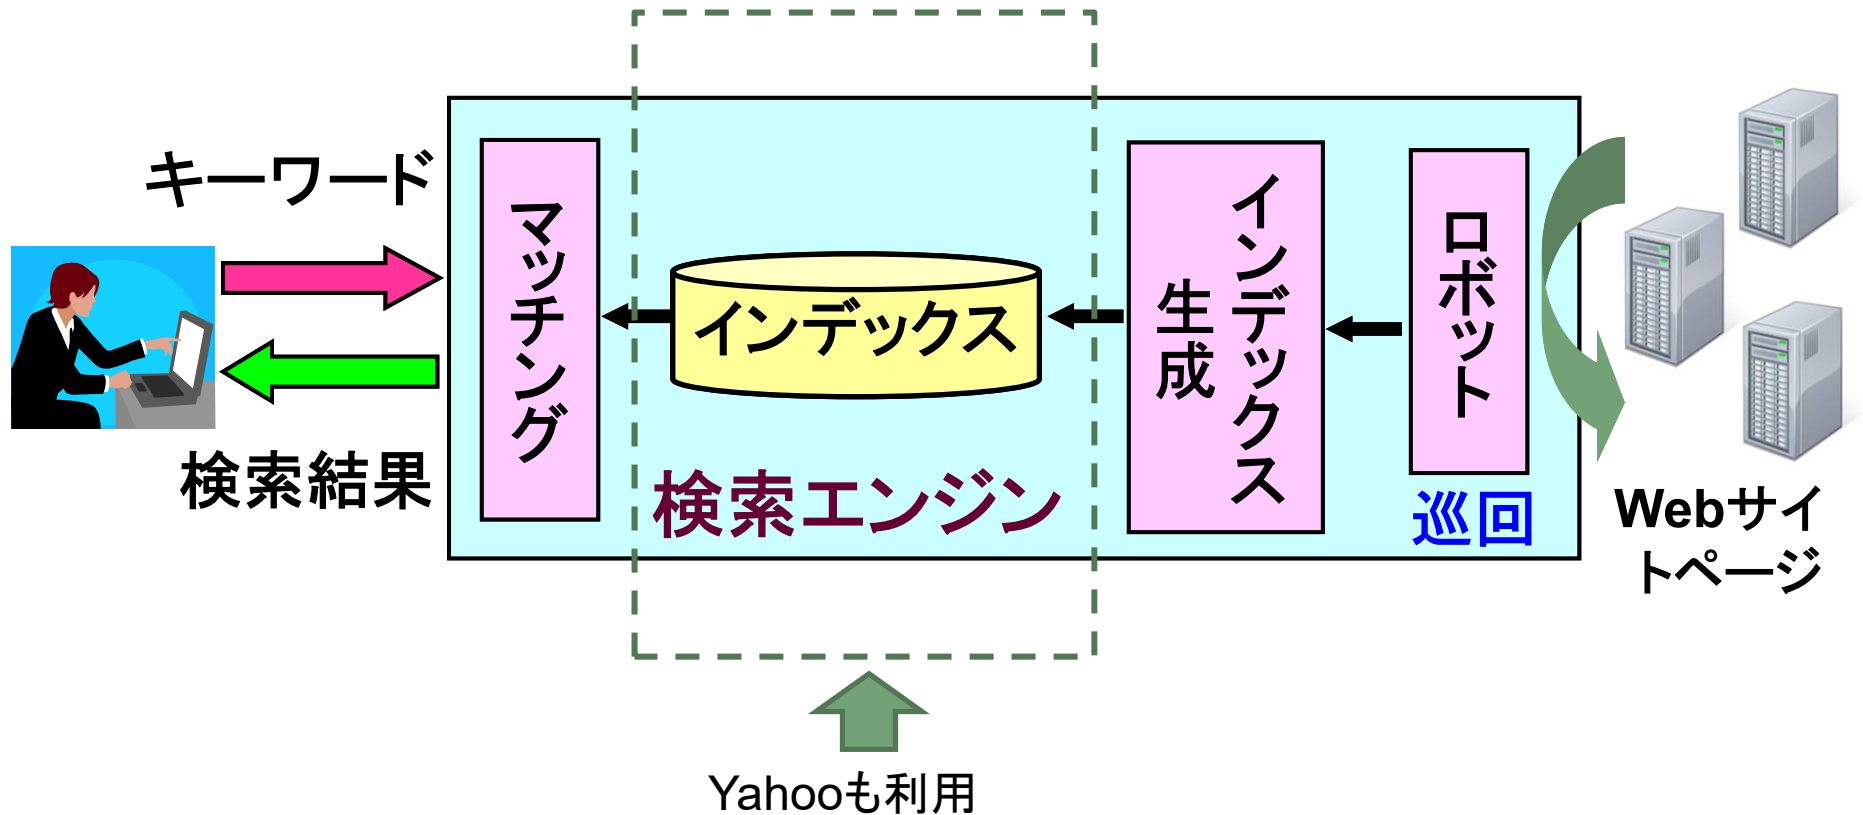 キーワード
検索結果
マッチング
インデックス
検索エンジン
インデックス
生成
ロボット
巡回
Webサイ
トページ
Yahooも利用